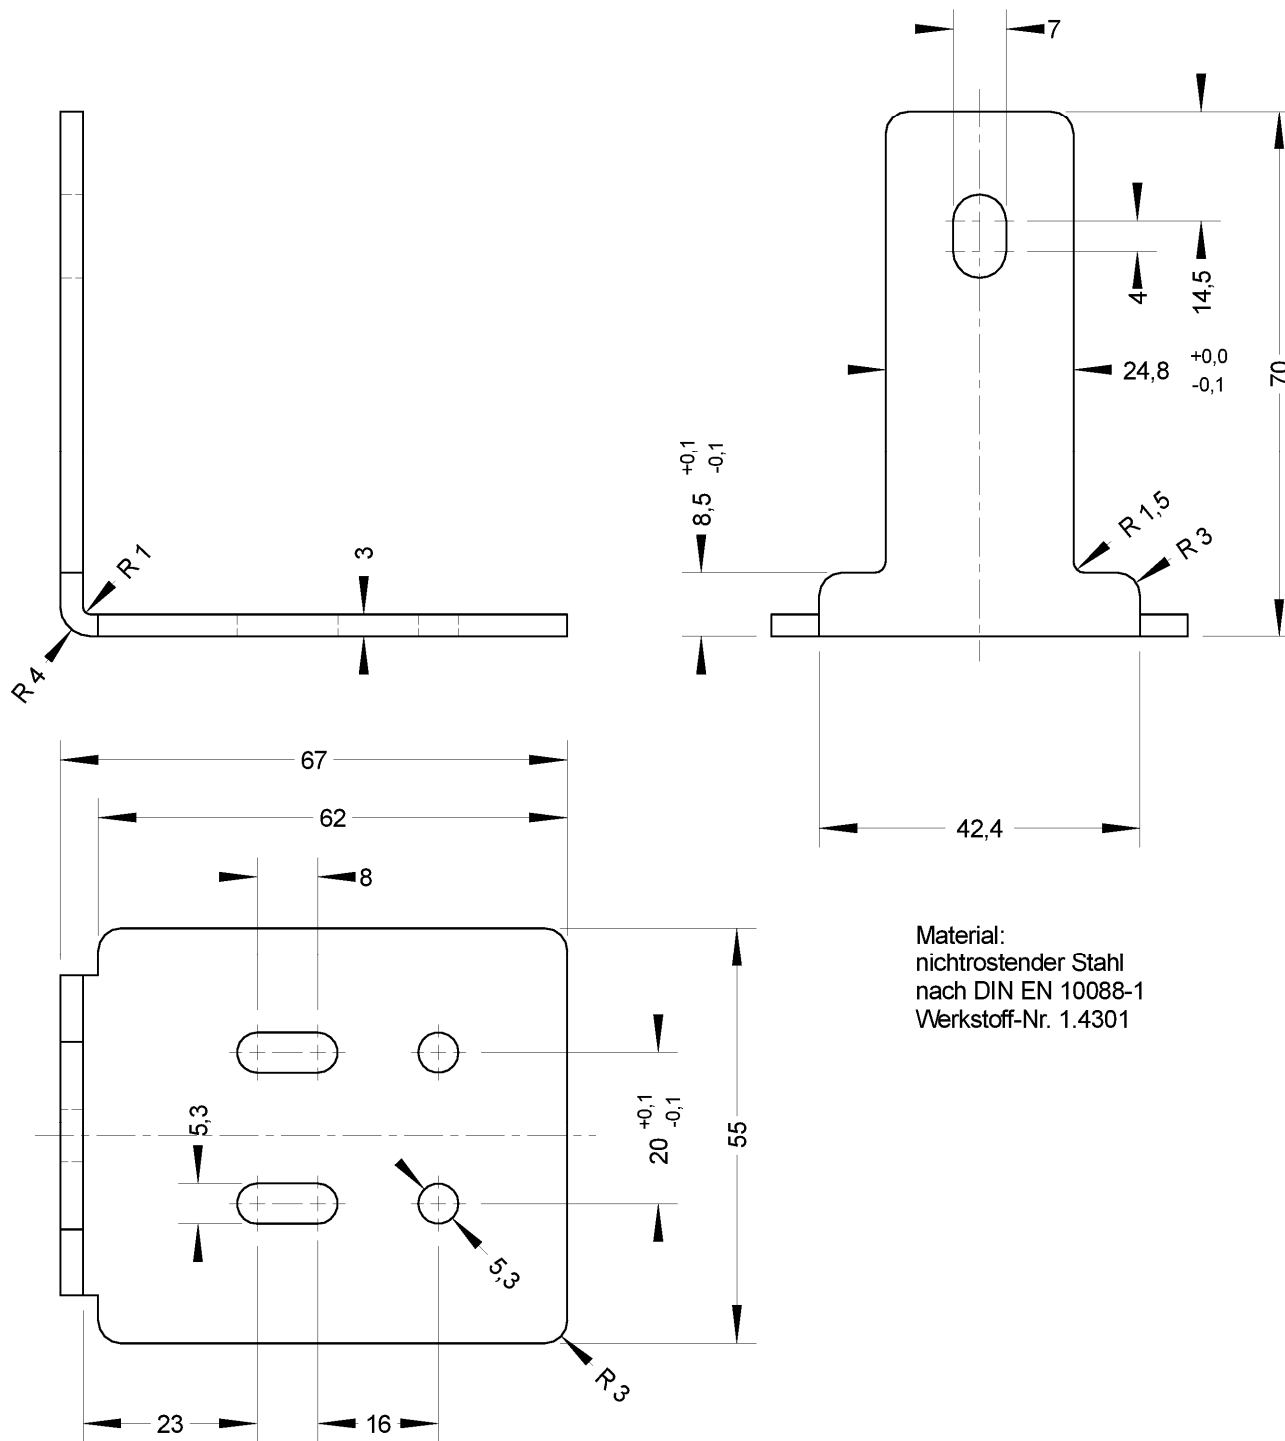 7
4
14,5
70
24,8 +0,0
-0,1
8,5 +0,1
-0,1
R 1,5
R 3
R 1
3
R 4
67
62
8
42,4
Material:
nichtrostender Stahl
nach DIN EN 10088-1
Werkstoff-Nr. 1.4301
5,3
20 +0,1
-0,1
55
5,3
R 3
23
16